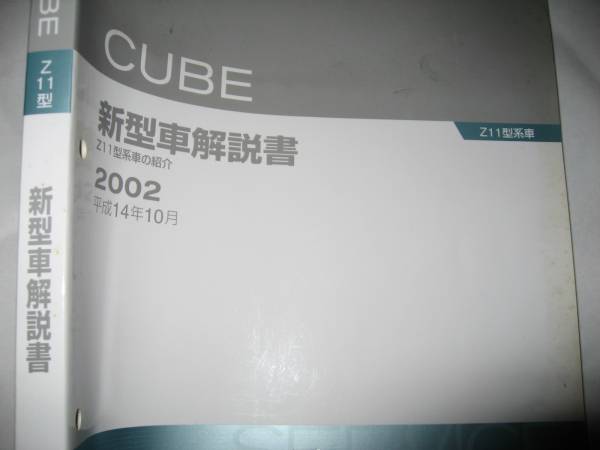 CUBE
新型車解説書
Z11型系車の紹介
2002
平成14年10月
Z11型系車
Z11型
新型車解説書